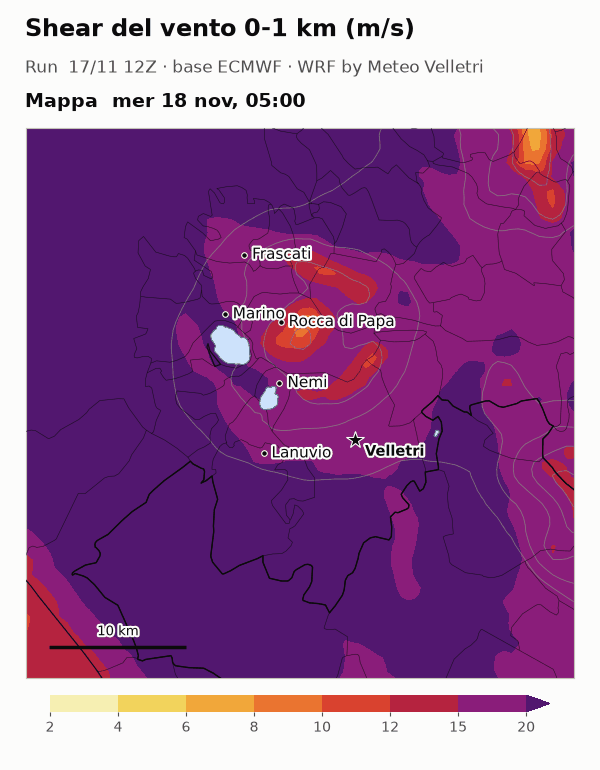 Shear del vento 0-1 km (m/s)
Run  17/11 12Z · base ECMWF · WRF by Meteo Velletri
Mappa  mer 18 nov, 05:00
Frascati
Marino
Rocca di Papa
Nemi
Velletri
Lanuvio
10 km
2 4 6 8 10 12 15 20